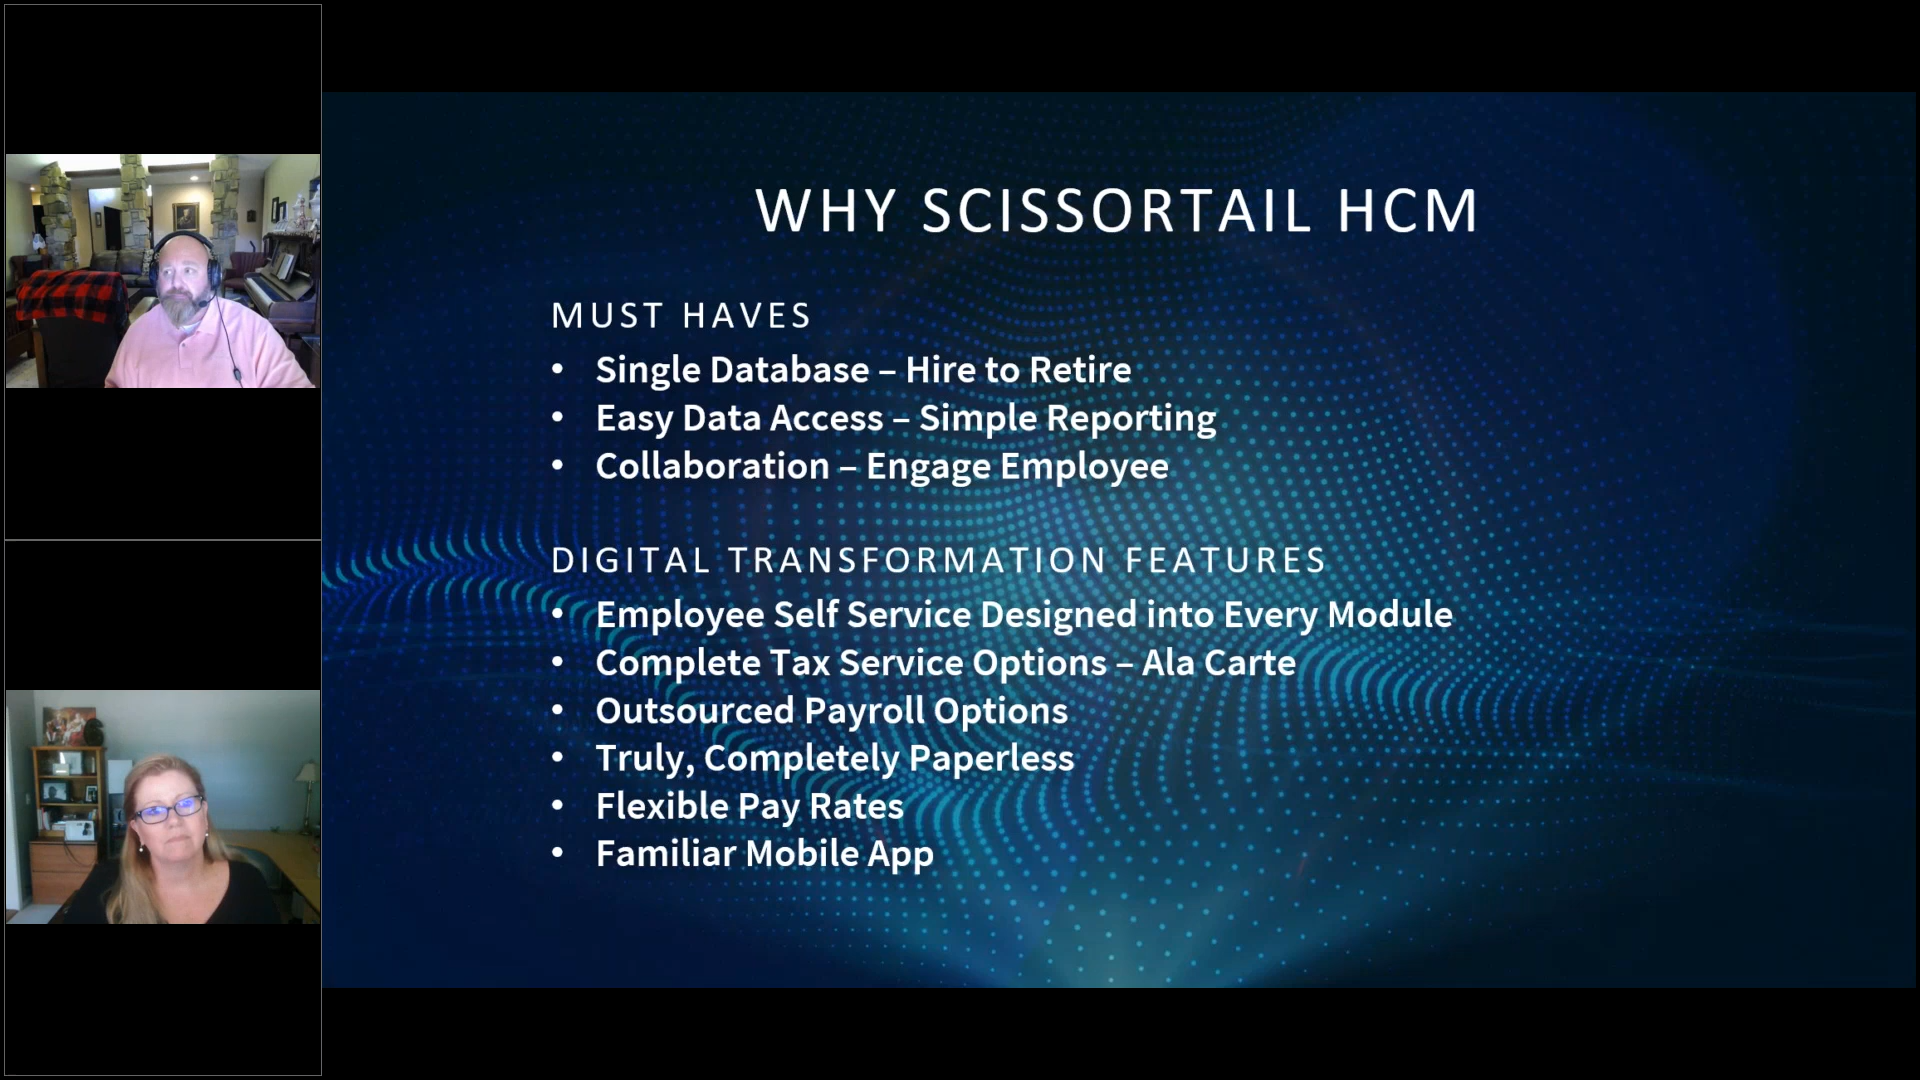 WHY SCISSORTAIL HCM
MUST HAVES
• Single Database – Hire to Retire
• Easy Data Access – Simple Reporting
• Collaboration – Engage Employee
DIGITAL TRANSFORMATION FEATURES
• Employee Self Service Designed into Every Module
• Complete Tax Service Options – Ala Carte
• Outsourced Payroll Options
• Truly, Completely Paperless
• Flexible Pay Rates
• Familiar Mobile App